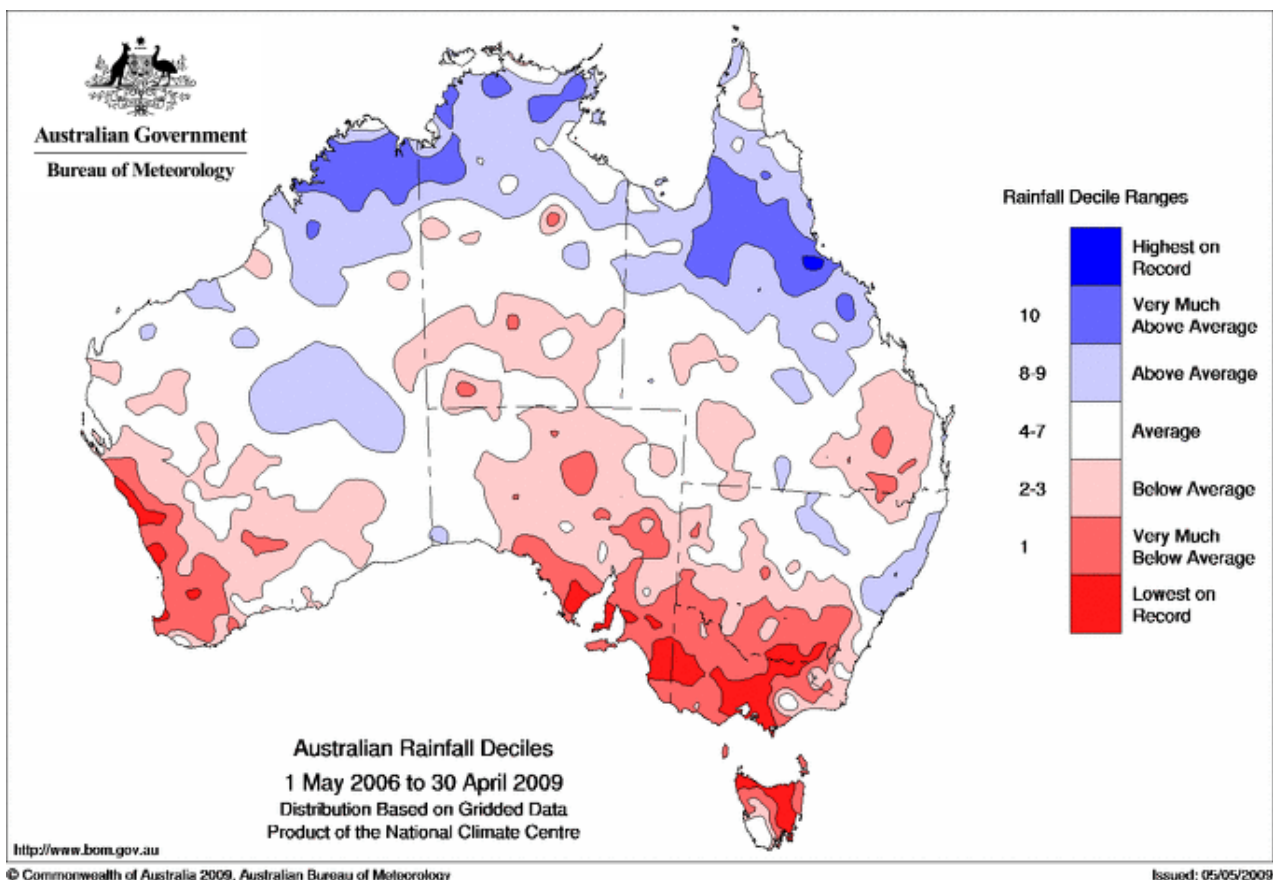 Australian Government
Bureau of Meteorology
Rainfall Decile Ranges
Highest on
Record
10
Very Much
Above Average
8-9
Above Average
4-7
Average
2-3
Below Average
1
Very Much
Below Average
Lowest on
Record
Australian Rainfall Deciles
1 May 2006 to 30 April 2009
Distribution Based on Gridded Data
Product of the National Climate Centre
http://www.bom.gov.au
© Commonwealth of Australia 2009, Australian Bureau of Meteorology
Issued: 05/05/2009